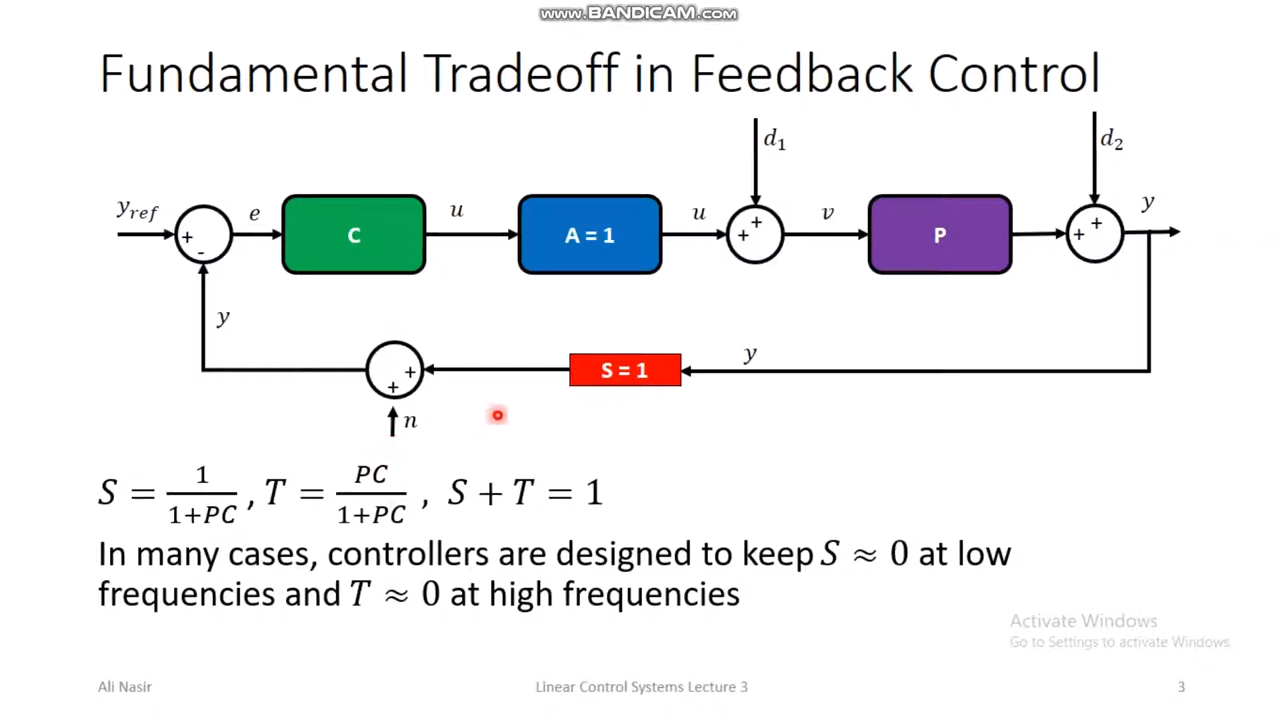 www.BANDICAM.com
Fundamental Tradeoff in Feedback Control
d₁ d₂
y_ref e u u v y
+ - C A = 1 + + P + +
y y
+ + S = 1
n
S = 1/(1+PC) , T = PC/(1+PC) , S + T = 1
In many cases, controllers are designed to keep S ≈ 0 at low
frequencies and T ≈ 0 at high frequencies
Activate Windows
Go to Settings to activate Windows.
Ali Nasir Linear Control Systems Lecture 3 3